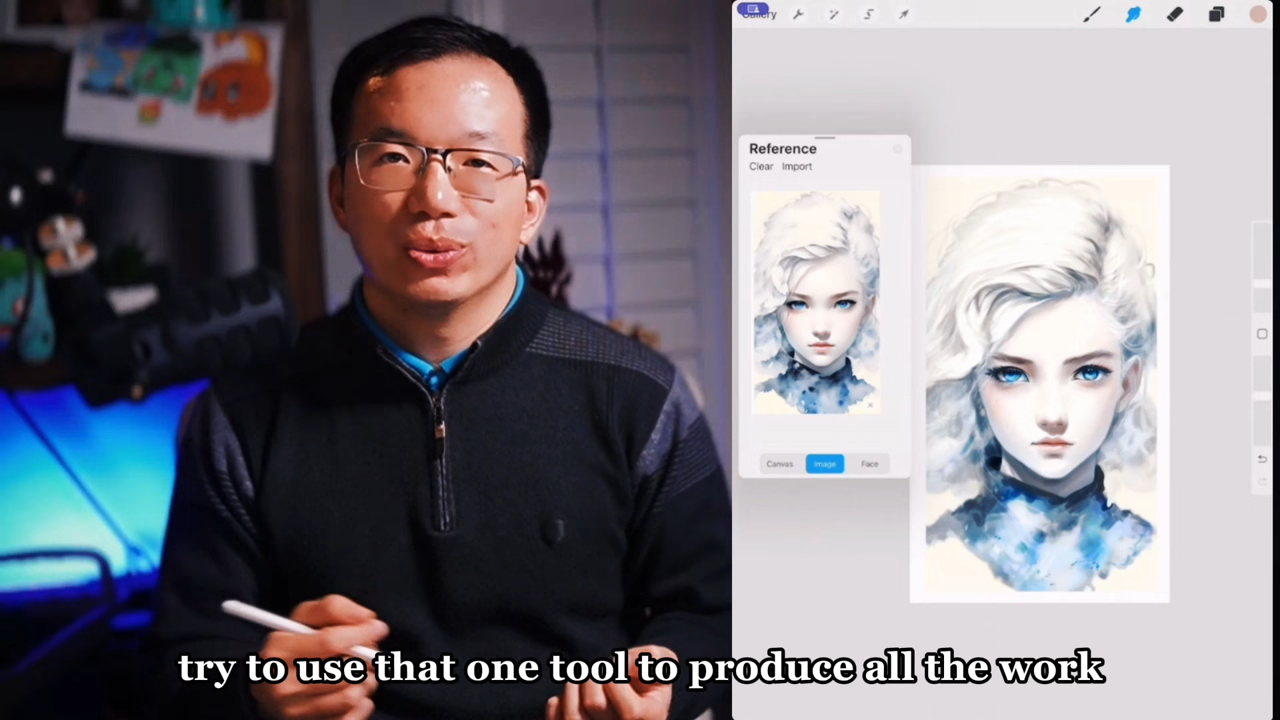 Gallery
Reference
Clear Import
Canvas Image Face
try to use that one tool to produce all the work